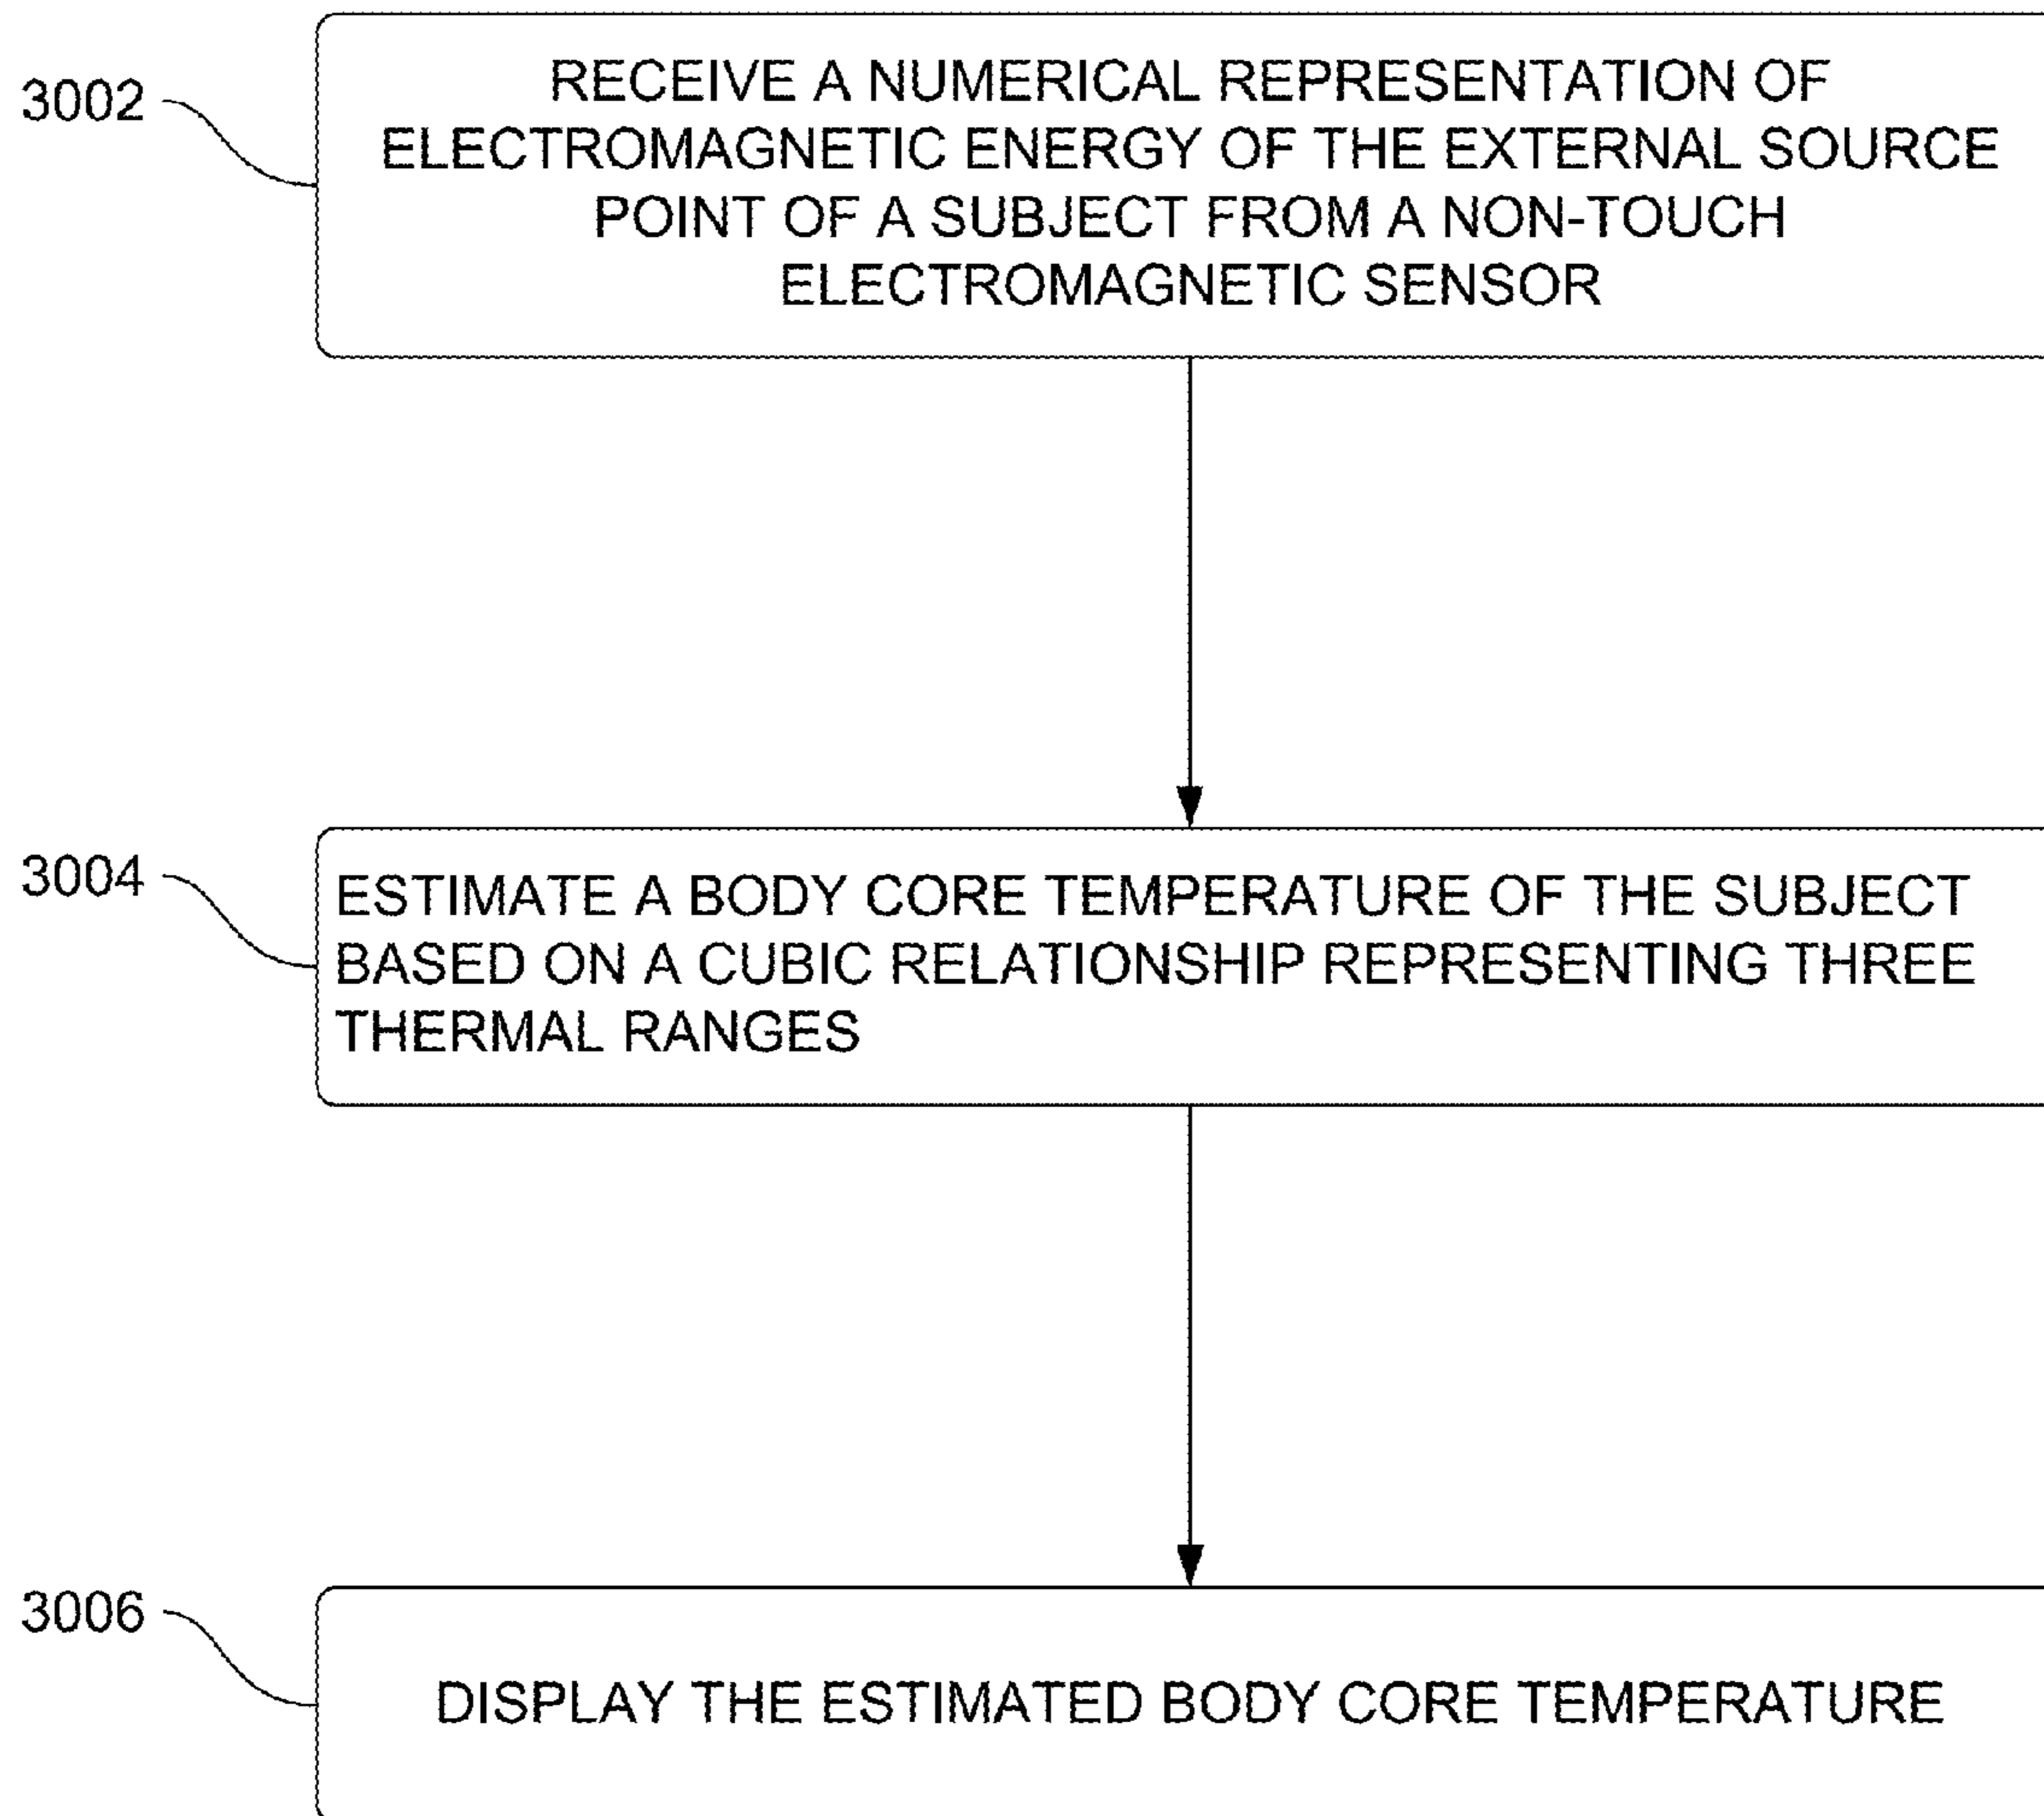 3002
RECEIVE A NUMERICAL REPRESENTATION OF
ELECTROMAGNETIC ENERGY OF THE EXTERNAL SOURCE
POINT OF A SUBJECT FROM A NON-TOUCH
ELECTROMAGNETIC SENSOR
3004
ESTIMATE A BODY CORE TEMPERATURE OF THE SUBJECT
BASED ON A CUBIC RELATIONSHIP REPRESENTING THREE
THERMAL RANGES
3006
DISPLAY THE ESTIMATED BODY CORE TEMPERATURE